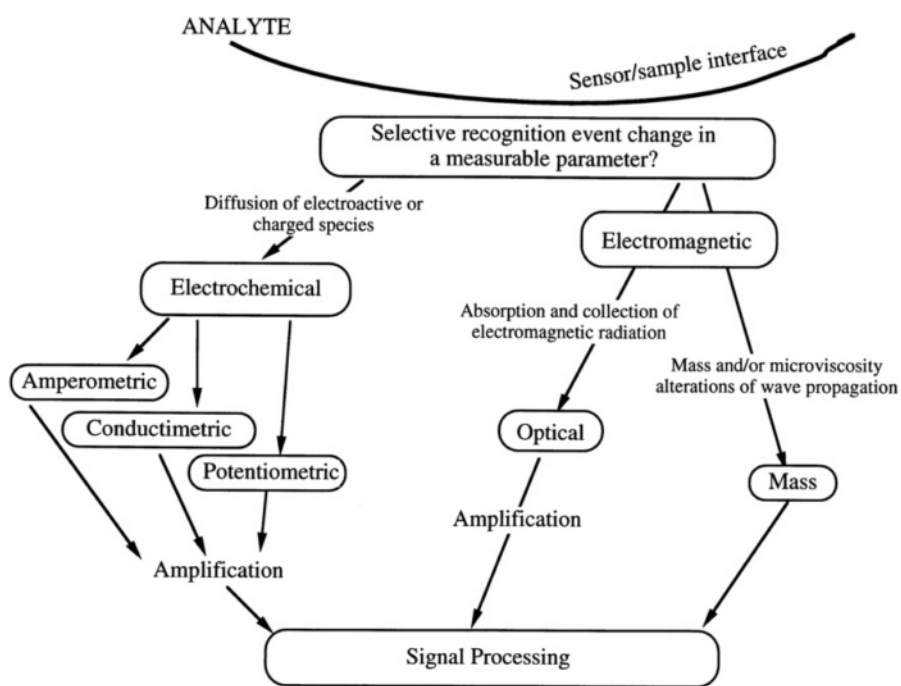 ANALYTE
Sensor/sample interface
Selective recognition event change in
a measurable parameter?
Diffusion of electroactive or
charged species
Electromagnetic
Electrochemical
Absorption and collection of
electromagnetic radiation
Mass and/or microviscosity
alterations of wave propagation
Amperometric
Conductimetric
Optical
Potentiometric
Mass
Amplification
Amplification
Signal Processing